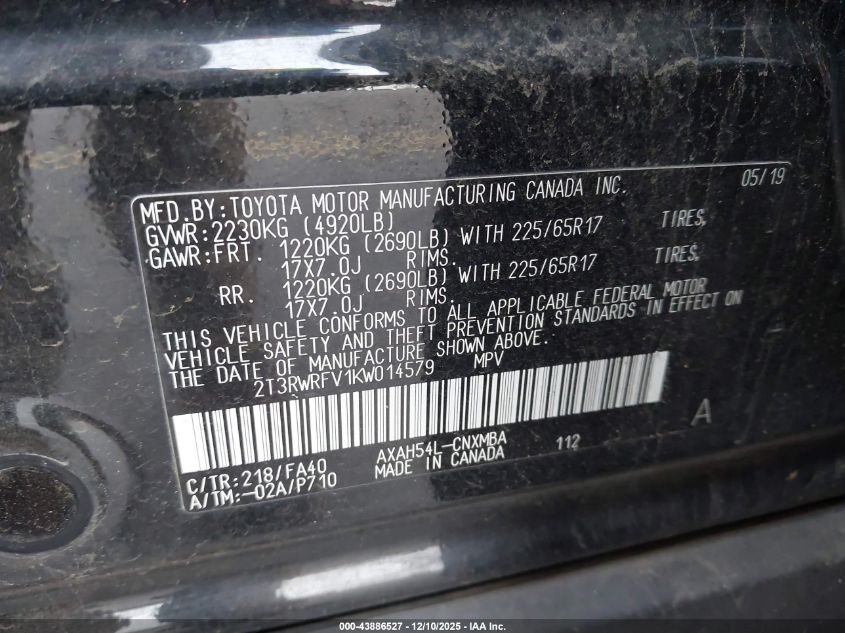 MFD.BY:TOYOTA MOTOR MANUFACTURING CANADA INC. 05/19
GVWR:2230KG (4920LB)
GAWR:FRT. 1220KG (2690LB) WITH 225/65R17 TIRES,
17X7.0J RIMS.
RR. 1220KG (2690LB) WITH 225/65R17 TIRES,
17X7.0J RIMS.
THIS VEHICLE CONFORMS TO ALL APPLICABLE FEDERAL MOTOR
VEHICLE SAFETY AND THEFT PREVENTION STANDARDS IN EFFECT ON
THE DATE OF MANUFACTURE SHOWN ABOVE.
2T3RWRFV1KW014579 MPV
A
C/TR:218/FA40 AXAH54L-CNXMBA 112
A/TM:-02A/P710 MADE IN CANADA
000-43886527 - 12/10/2025 - IAA Inc.